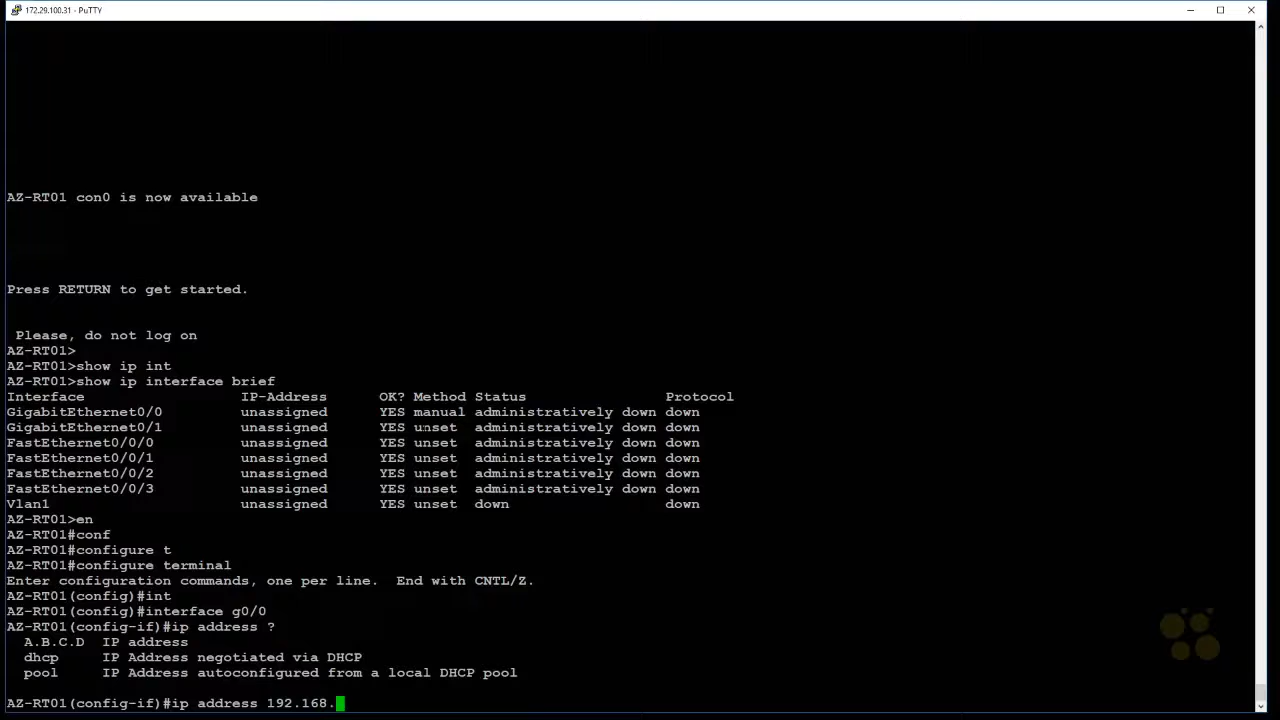 172.29.100.31 - PuTTY
AZ-RT01 con0 is now available
Press RETURN to get started.
Please, do not log on
AZ-RT01>
AZ-RT01>show ip int
AZ-RT01>show ip interface brief
Interface IP-Address OK? Method Status Protocol
GigabitEthernet0/0 unassigned YES manual administratively down down
GigabitEthernet0/1 unassigned YES unset administratively down down
FastEthernet0/0/0 unassigned YES unset administratively down down
FastEthernet0/0/1 unassigned YES unset administratively down down
FastEthernet0/0/2 unassigned YES unset administratively down down
FastEthernet0/0/3 unassigned YES unset administratively down down
Vlan1 unassigned YES unset down down
AZ-RT01>en
AZ-RT01#conf
AZ-RT01#configure t
AZ-RT01#configure terminal
Enter configuration commands, one per line. End with CNTL/Z.
AZ-RT01(config)#int
AZ-RT01(config)#interface g0/0
AZ-RT01(config-if)#ip address ?
A.B.C.D IP address
dhcp IP Address negotiated via DHCP
pool IP Address autoconfigured from a local DHCP pool
AZ-RT01(config-if)#ip address 192.168.